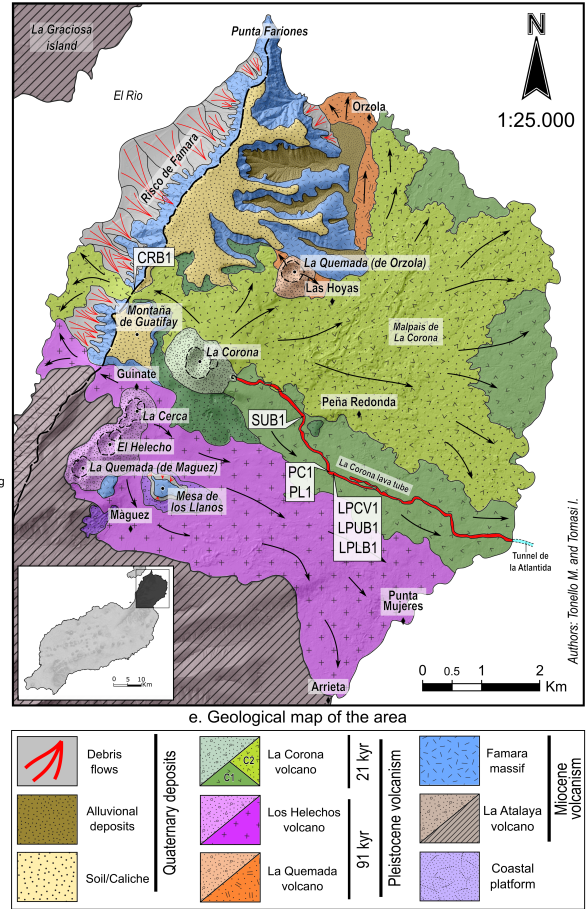 La Graciosa
island
Punta Fariones
N
El Rio
Orzola
1:25.000
Risco de Famara
CRB1
La Quemada (de Orzola)
Las Hoyas
Montaña
de Guatifay
Malpais de
La Corona
La Corona
Guinate
Peña Redonda
La Cerca
SUB1
El Helecho
La Corona lava tube
La Quemada (de Maguez)
PC1
PL1
g
Mesa de
los Llanos
LPCV1
LPUB1
LPLB1
Màguez
Tunnel de
la Atlantida
Punta
Mujeres
Authors: Tonello M. and Tomasi I.
0 5 10
Km
0 0.5 1 2
Km
Arrieta
e. Geological map of the area
Debris
flows
Alluvional
deposits
Soil/Caliche
Quaternary deposits
C2
C1
La Corona
volcano
Los Helechos
volcano
La Quemada
volcano
21 kyr
91 kyr
Pleistocene volcanism
Famara
massif
La Atalaya
volcano
Coastal
platform
Miocene
volcanism